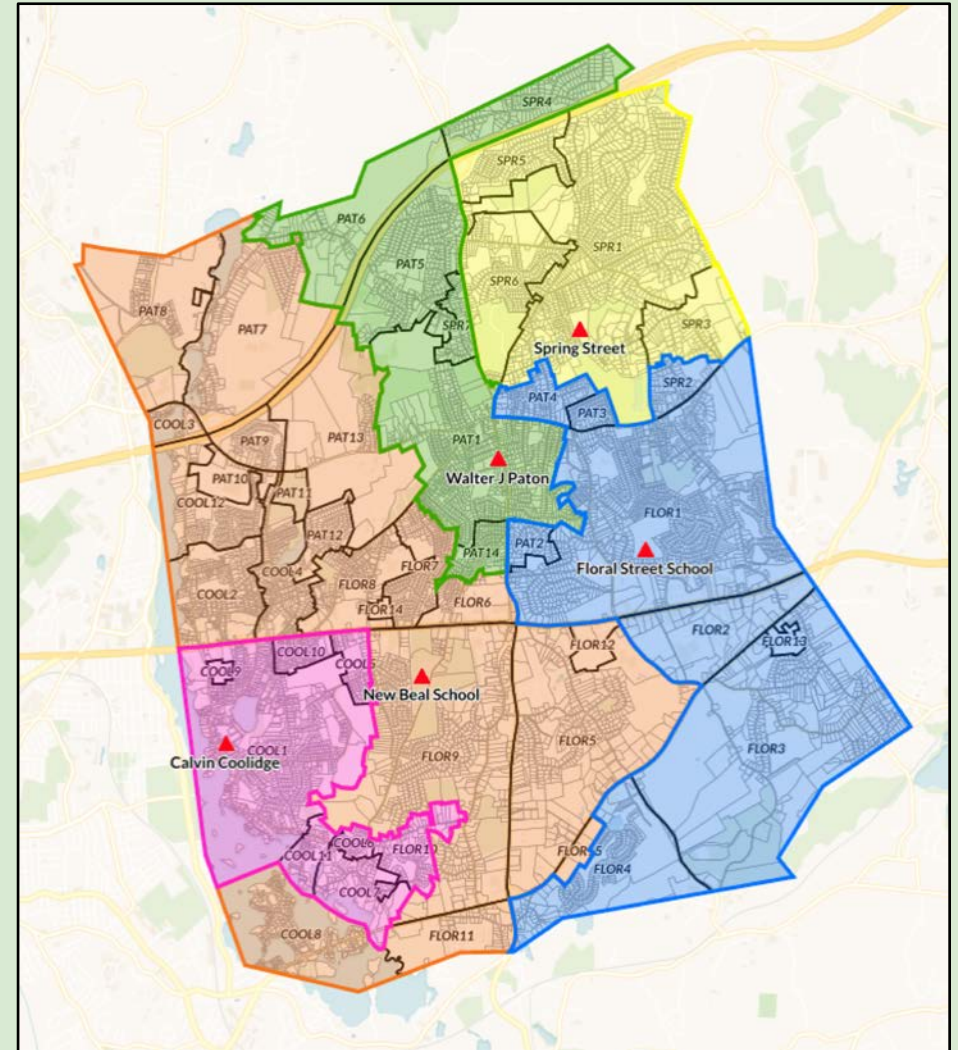 SPR4
SPR5
PAT6
SPR1
PAT5
SPR6
PAT8
PAT7
SPR7
SPR3
Spring Street
SPR2
PAT4
PAT3
COOL3
PAT9
PAT13
PAT1
Walter J Paton
PAT10
PAT11
COOL12
FLOR1
PAT12
PAT2
PAT14
Floral Street School
COOL4
FLOR7
FLOR8
COOL2
FLOR14
FLOR6
FLOR2
FLOR13
FLOR12
COOL10
COOL5
COOL9
New Beal School
FLOR5
FLOR3
COOL1
FLOR9
Calvin Coolidge
COOL6
FLOR10
COOL11
FLOR4
COOL8
FLOR11